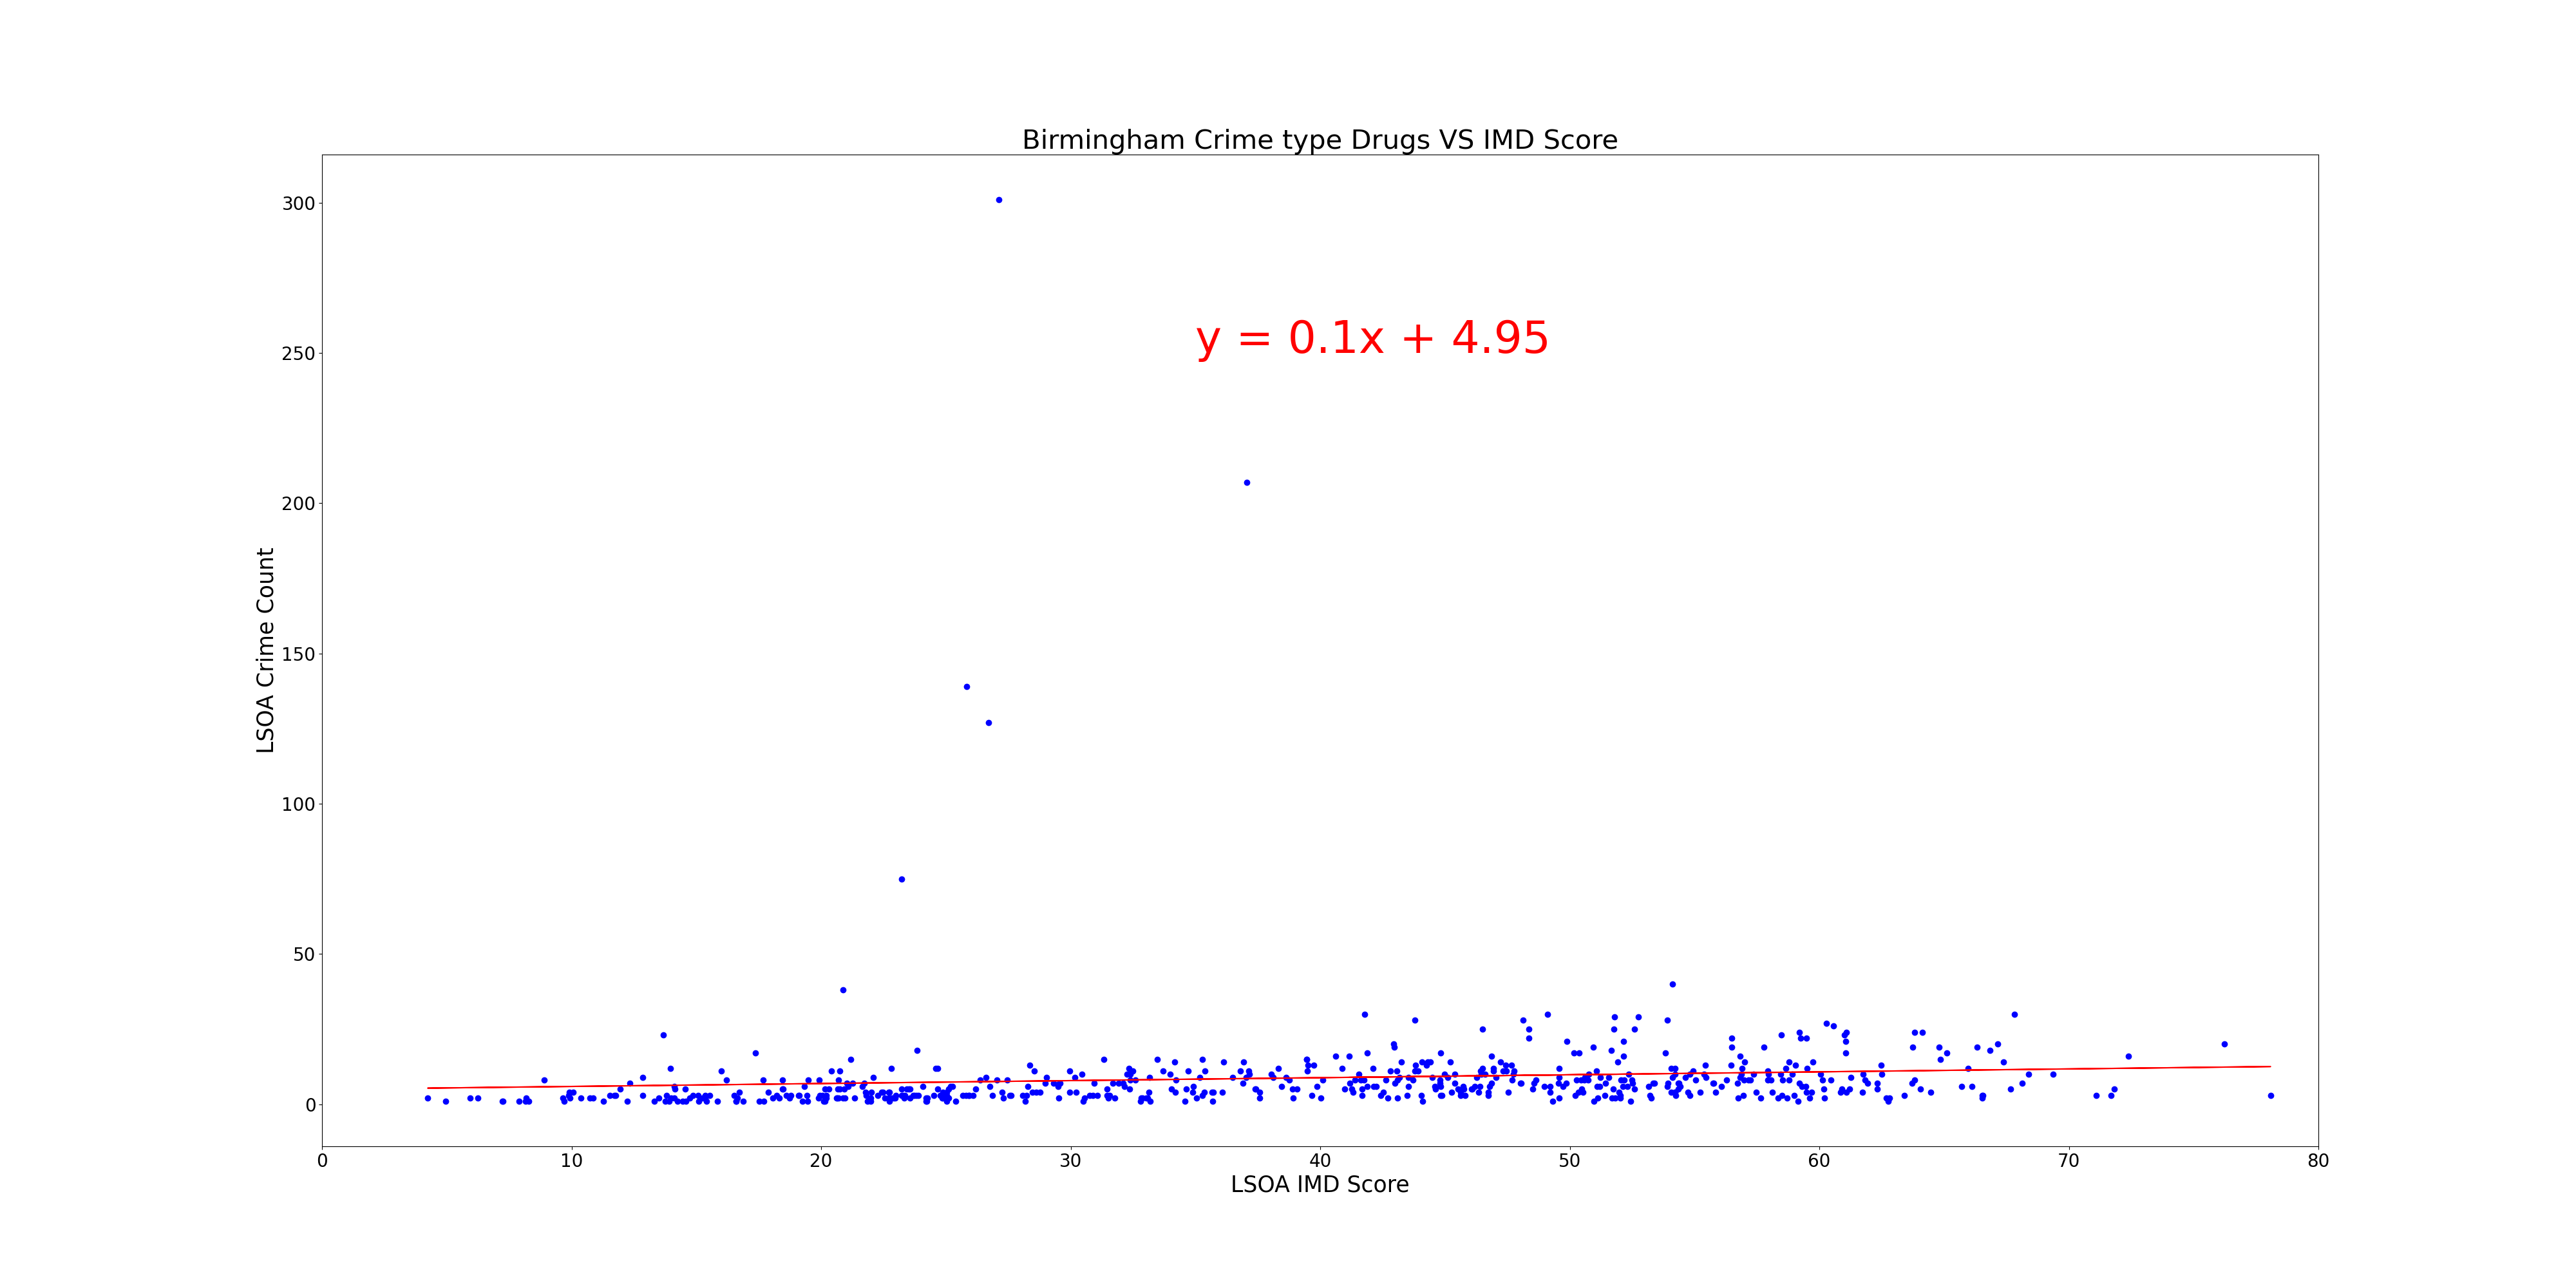 Birmingham Crime type Drugs VS IMD Score
300
y = 0.1x + 4.95
250
200
LSOA Crime Count
150
100
50
0
0 10 20 30 40 50 60 70 80
LSOA IMD Score